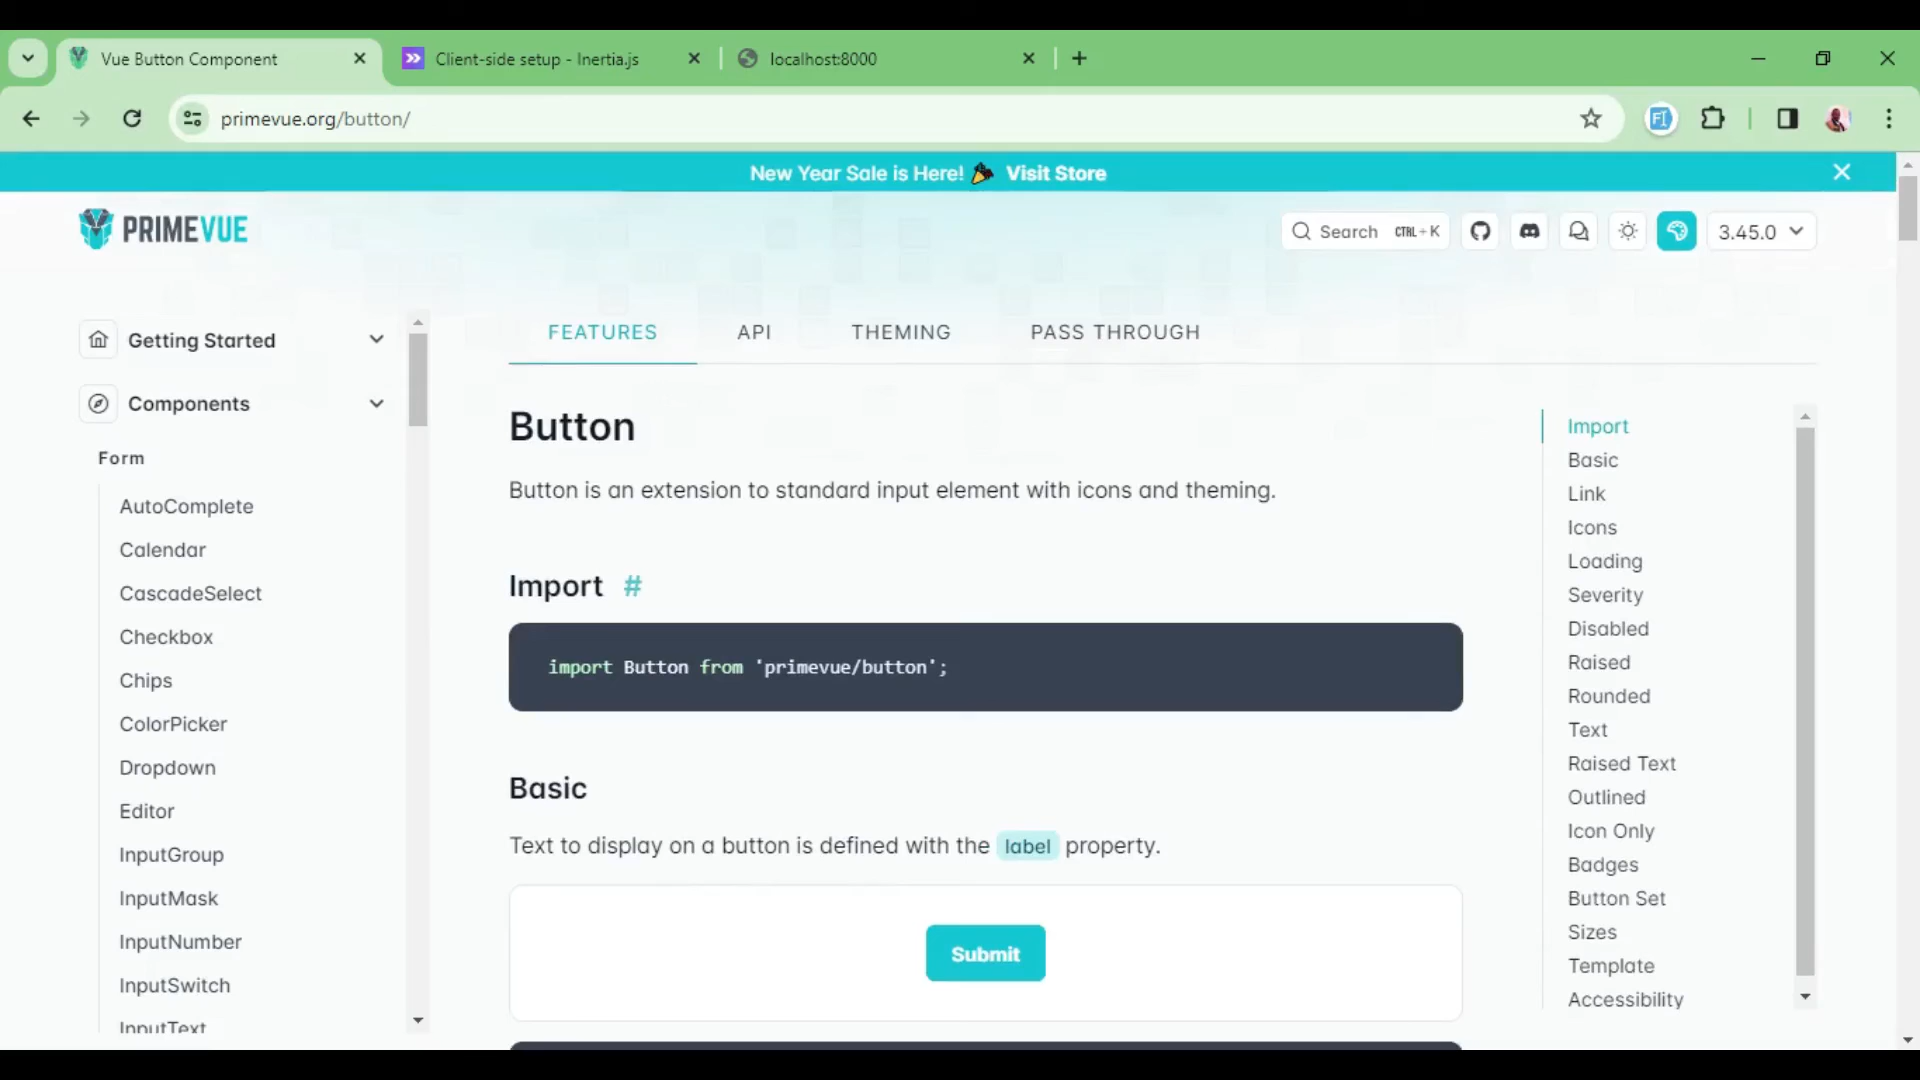 Vue Button Component
Client-side setup - Inertia.js
localhost:8000
primevue.org/button/
New Year Sale is Here! 🎉 Visit Store
PRIMEVUE
Search CTRL+K
3.45.0
Getting Started
Components
Form
AutoComplete
Calendar
CascadeSelect
Checkbox
Chips
ColorPicker
Dropdown
Editor
InputGroup
InputMask
InputNumber
InputSwitch
InputText
FEATURES
API
THEMING
PASS THROUGH
Button
Button is an extension to standard input element with icons and theming.
Import #
import Button from 'primevue/button';
Basic
Text to display on a button is defined with the label property.
Submit
Import
Basic
Link
Icons
Loading
Severity
Disabled
Raised
Rounded
Text
Raised Text
Outlined
Icon Only
Badges
Button Set
Sizes
Template
Accessibility